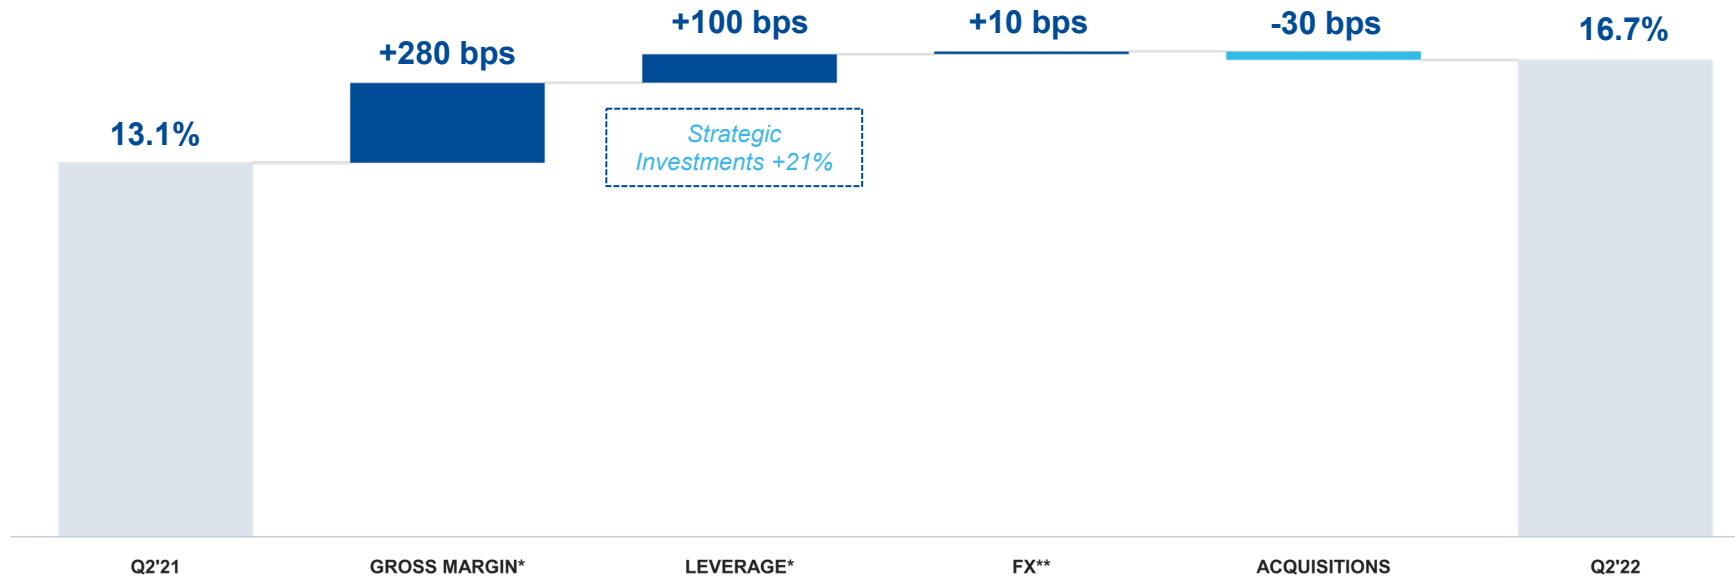 13.1%
+280 bps
+100 bps
+10 bps
-30 bps
16.7%
Strategic
Investments +21%
Q2'21
GROSS MARGIN*
LEVERAGE*
FX**
ACQUISITIONS
Q2'22